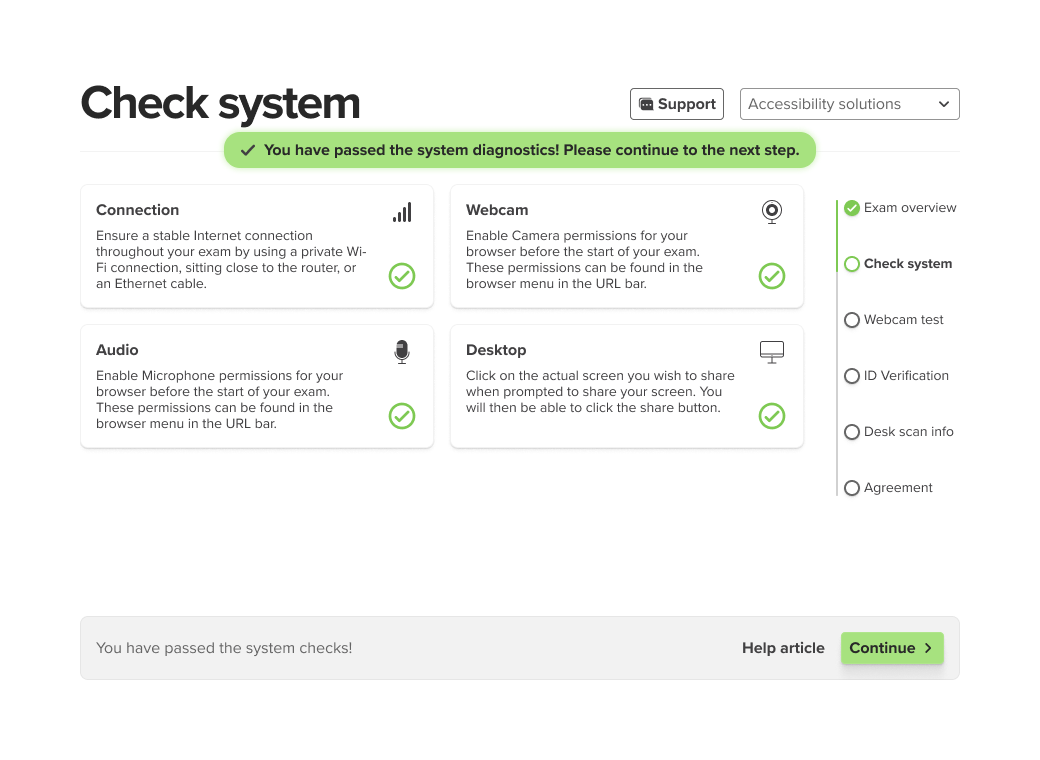 Check system
Support
Accessibility solutions
You have passed the system diagnostics! Please continue to the next step.
Connection
Ensure a stable Internet connection
throughout your exam by using a private Wi-
Fi connection, sitting close to the router, or
an Ethernet cable.
Webcam
Enable Camera permissions for your
browser before the start of your exam.
These permissions can be found in the
browser menu in the URL bar.
Audio
Enable Microphone permissions for your
browser before the start of your exam.
These permissions can be found in the
browser menu in the URL bar.
Desktop
Click on the actual screen you wish to share
when prompted to share your screen. You
will then be able to click the share button.
Exam overview
Check system
Webcam test
ID Verification
Desk scan info
Agreement
You have passed the system checks!
Help article
Continue